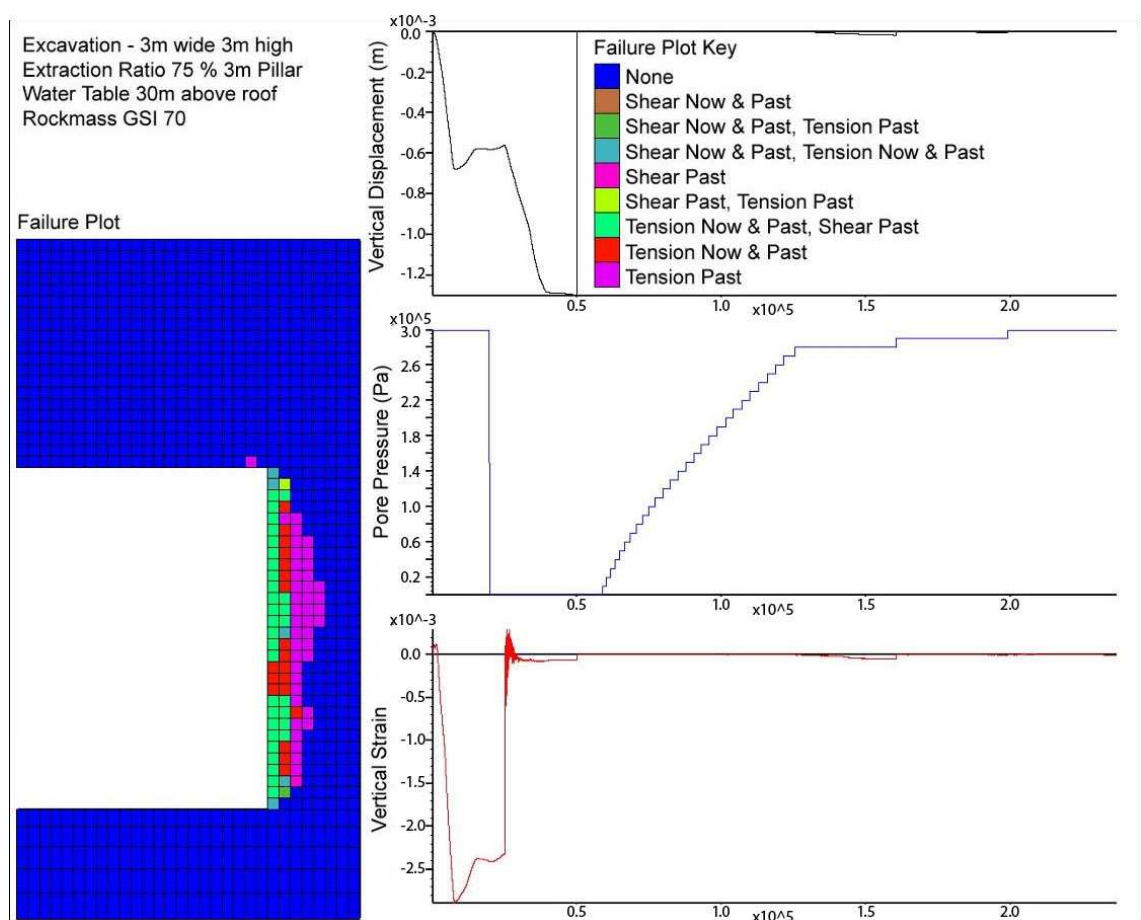 Excavation - 3m wide 3m high
Extraction Ratio 75 % 3m Pillar
Water Table 30m above roof
Rockmass GSI 70
Failure Plot
x10^-3
Vertical Displacement (m)
0.0
-0.2
-0.4
-0.6
-0.8
-1.0
-1.2
0.5
1.0
1.5
2.0
x10^5
Failure Plot Key
None
Shear Now & Past
Shear Now & Past, Tension Past
Shear Now & Past, Tension Now & Past
Shear Past
Shear Past, Tension Past
Tension Now & Past, Shear Past
Tension Now & Past
Tension Past
x10^5
Pore Pressure (Pa)
3.0
2.6
2.2
1.8
1.4
1.0
0.6
0.2
0.5
1.0
1.5
2.0
x10^5
x10^-3
Vertical Strain
0.0
-0.5
-1.0
-1.5
-2.0
-2.5
0.5
1.0
1.5
2.0
x10^5